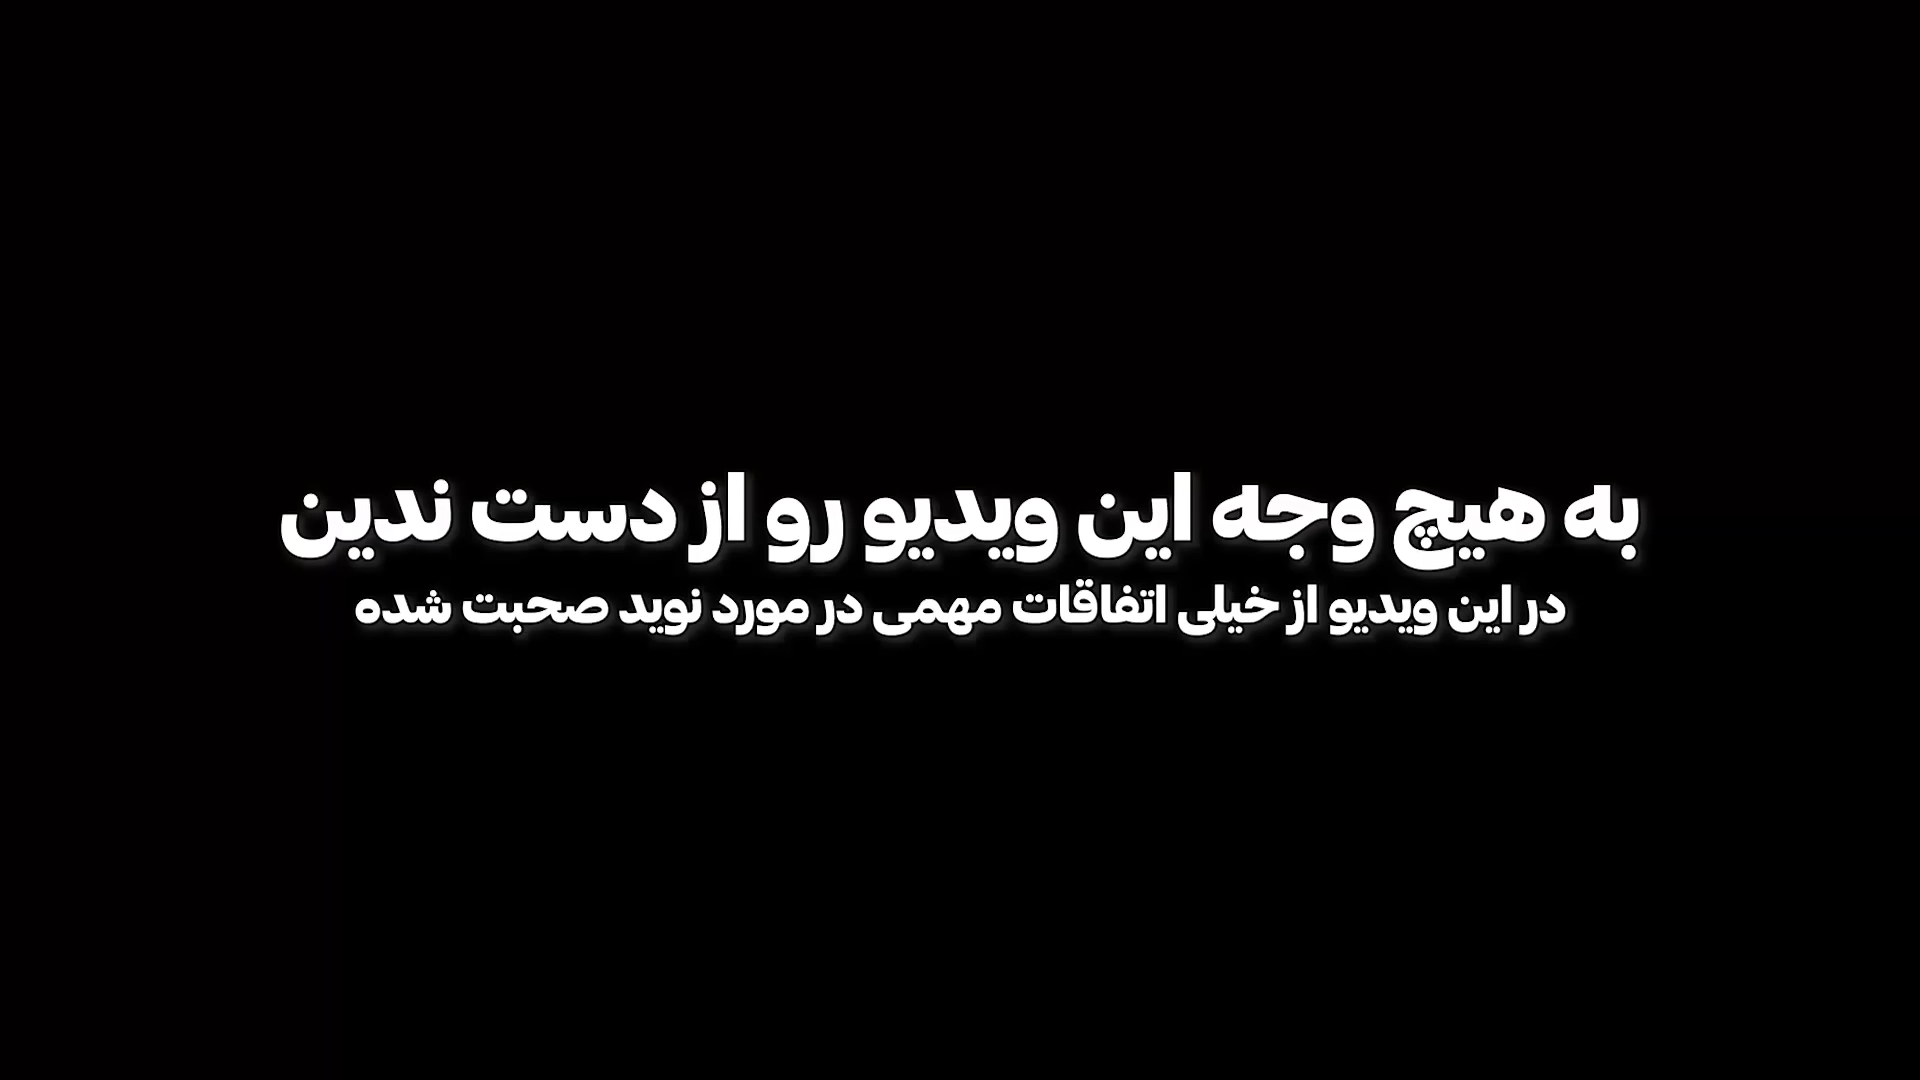 به هیچ وجه این ویدیو رو از دست ندین
در این ویدیو از خیلی اتفاقات مهمی در مورد نوید صحبت شده